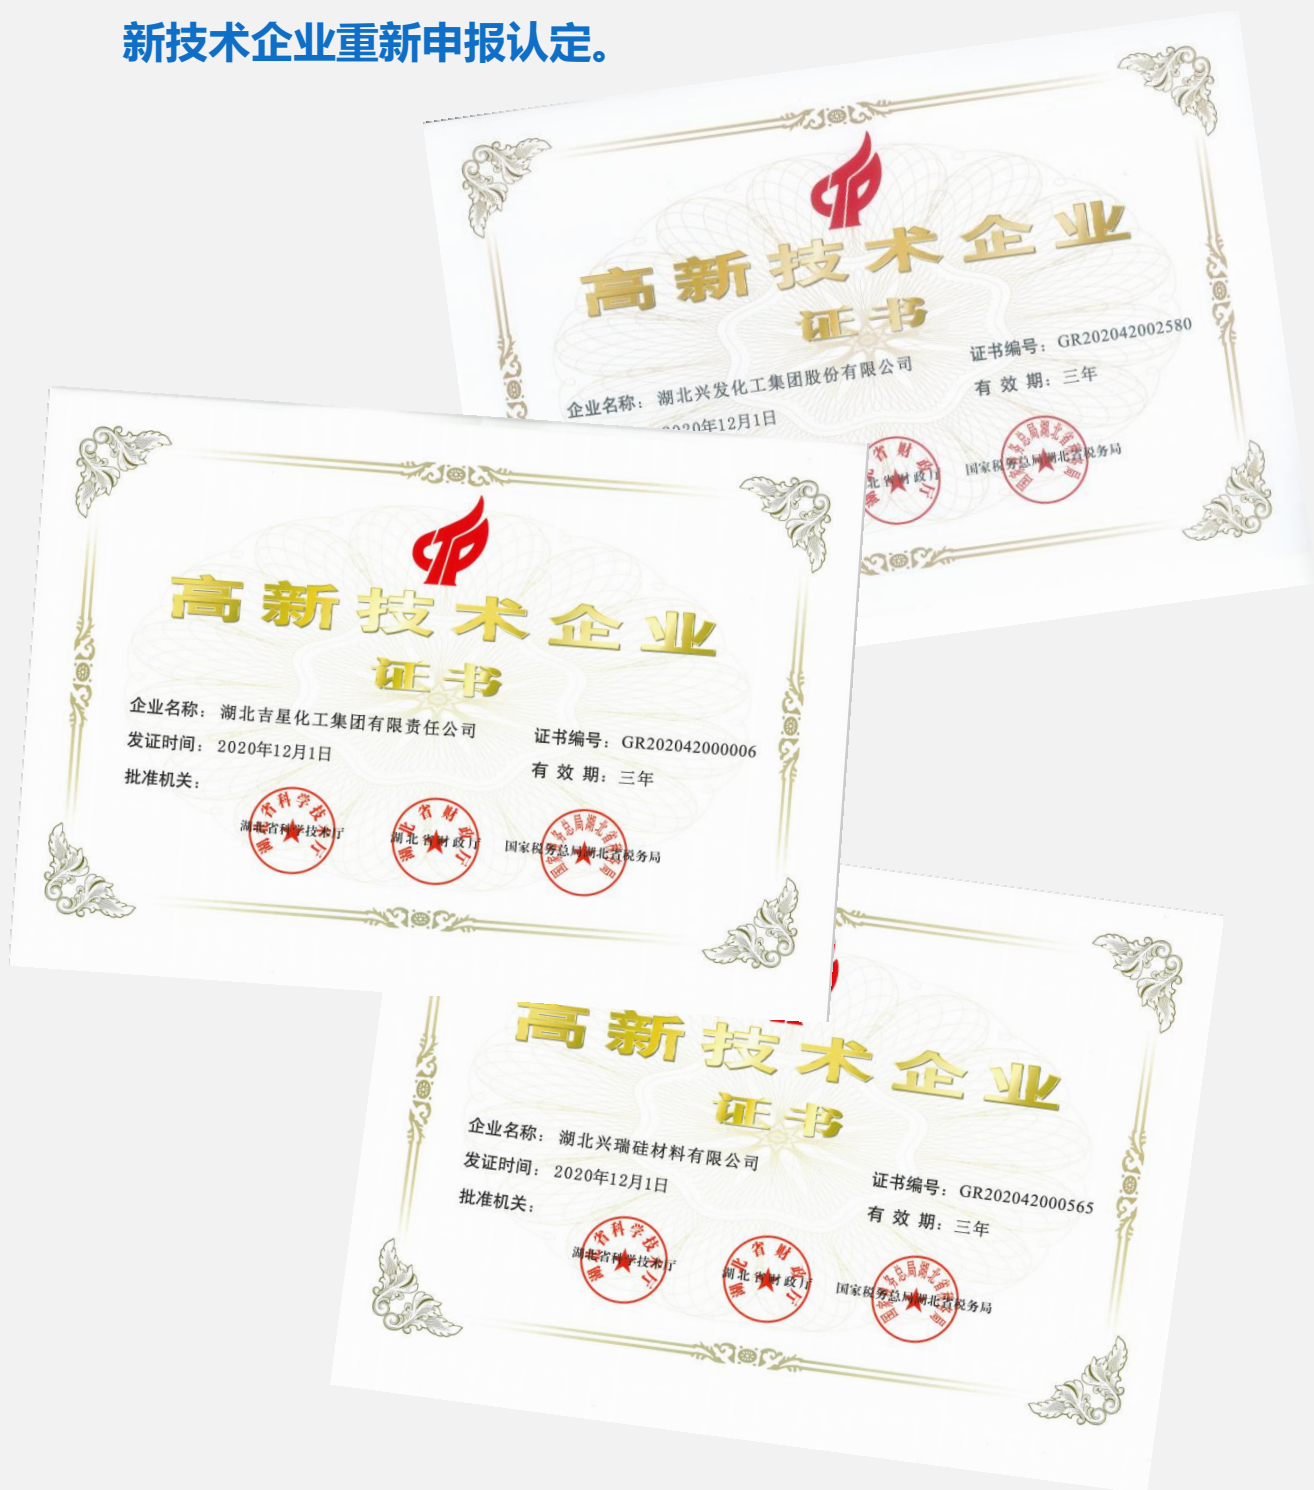 新技术企业重新申报认定。
高新技术企业
证书
企业名称：湖北兴发化工集团股份有限公司
证书编号：GR202042002580
2020年12月1日
有 效 期：三年
北省财政厅
国家税务总局湖北省税务局
高新技术企业
证书
企业名称：湖北吉星化工集团有限责任公司
证书编号：GR202042000006
发证时间：2020年12月1日
有 效 期：三年
批准机关：
湖北省科学技术厅
湖北省财政厅
国家税务总局湖北省税务局
高新技术企业
证书
企业名称：湖北兴瑞硅材料有限公司
证书编号：GR202042000565
发证时间：2020年12月1日
有 效 期：三年
批准机关：
湖北省科学技术厅
湖北省财政厅
国家税务总局湖北省税务局